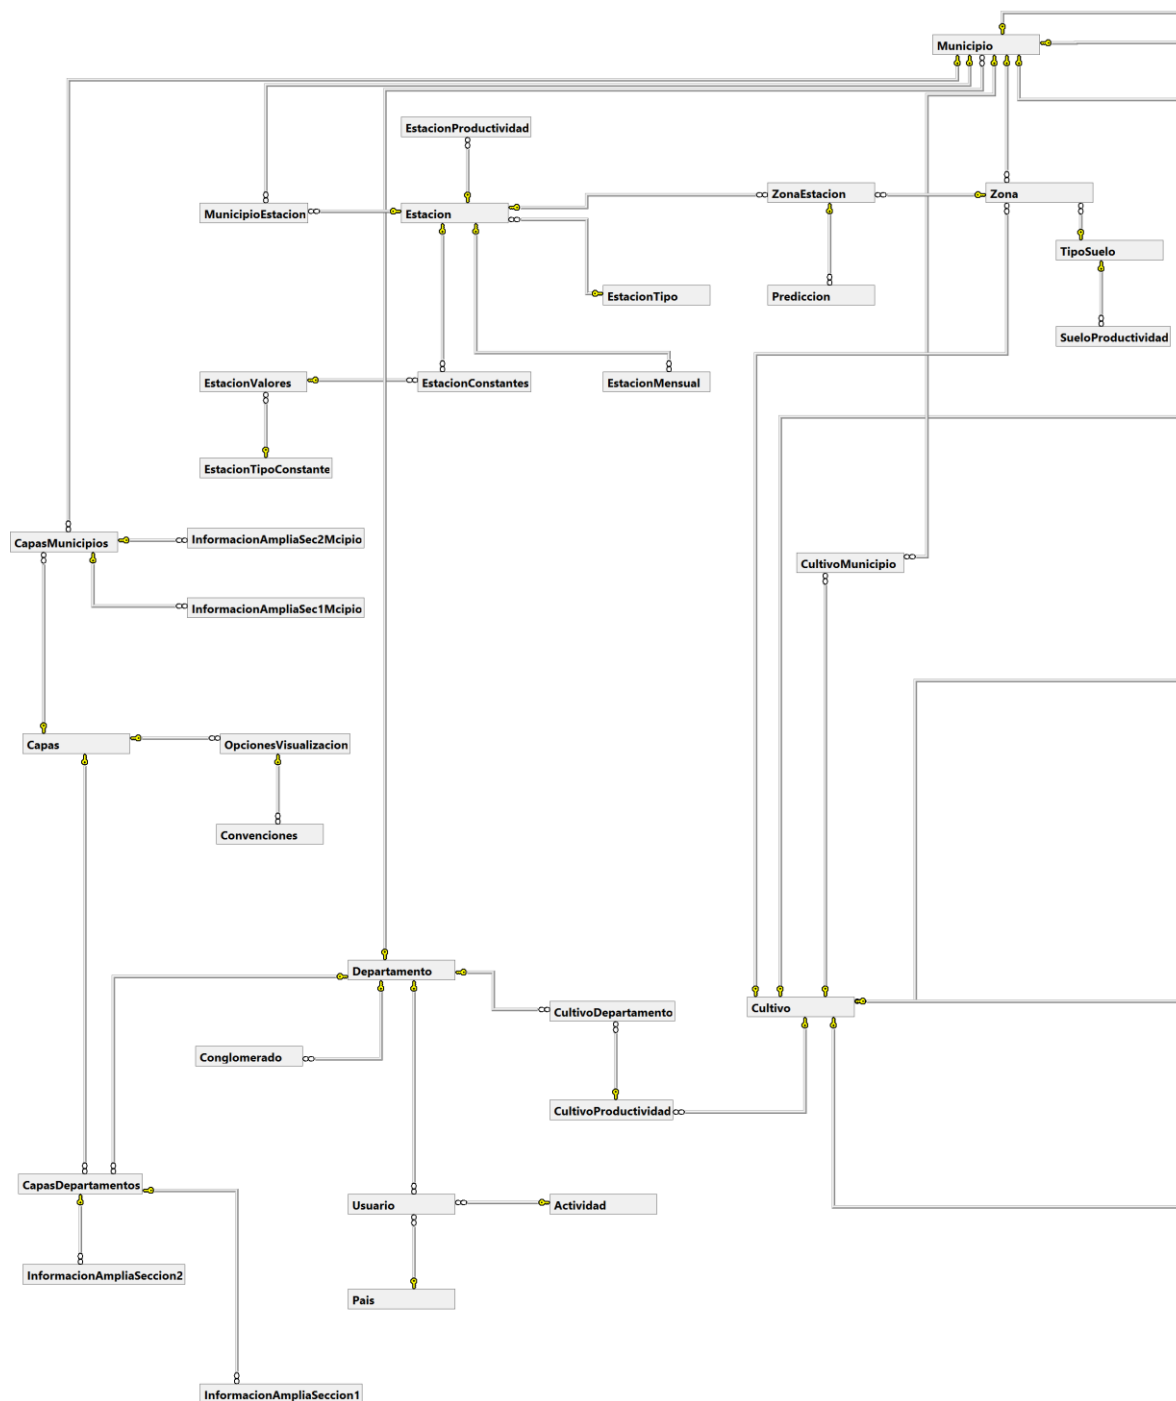 Municipio
EstacionProductividad
ZonaEstacion
Zona
MunicipioEstacion
Estacion
TipoSuelo
EstacionTipo
Prediccion
SueloProductividad
EstacionValores
EstacionConstantes
EstacionMensual
EstacionTipoConstante
CapasMunicipios
InformacionAmpliaSec2Mcipio
CultivoMunicipio
InformacionAmpliaSec1Mcipio
Capas
OpcionesVisualizacion
Convenciones
Departamento
Cultivo
CultivoDepartamento
Conglomerado
CultivoProductividad
CapasDepartamentos
Usuario
Actividad
InformacionAmpliaSeccion2
Pais
InformacionAmpliaSeccion1